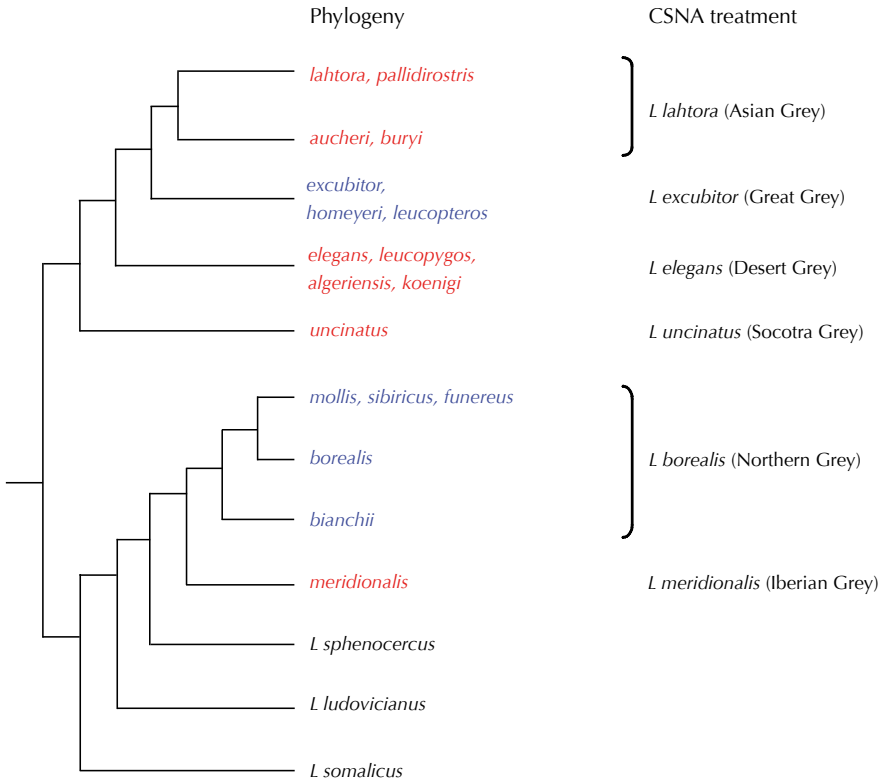 Phylogeny
CSNA treatment
lahtora, pallidirostris
aucheri, buryi
L lahtora (Asian Grey)
excubitor,
homeyeri, leucopteros
L excubitor (Great Grey)
elegans, leucopygos,
algeriensis, koenigi
L elegans (Desert Grey)
uncinatus
L uncinatus (Socotra Grey)
mollis, sibiricus, funereus
borealis
L borealis (Northern Grey)
bianchii
meridionalis
L meridionalis (Iberian Grey)
L sphenocercus
L ludovicianus
L somalicus